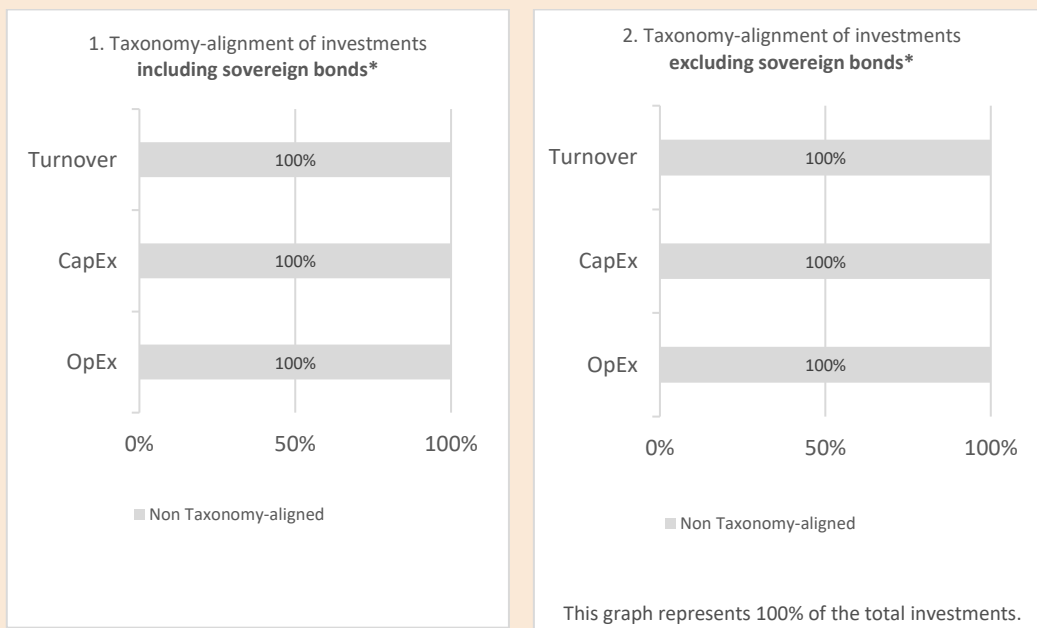 1. Taxonomy-alignment of investments
including sovereign bonds*
Turnover
100%
CapEx
100%
OpEx
100%
0%
50%
100%
Non Taxonomy-aligned
2. Taxonomy-alignment of investments
excluding sovereign bonds*
Turnover
100%
CapEx
100%
OpEx
100%
0%
50%
100%
Non Taxonomy-aligned
This graph represents 100% of the total investments.